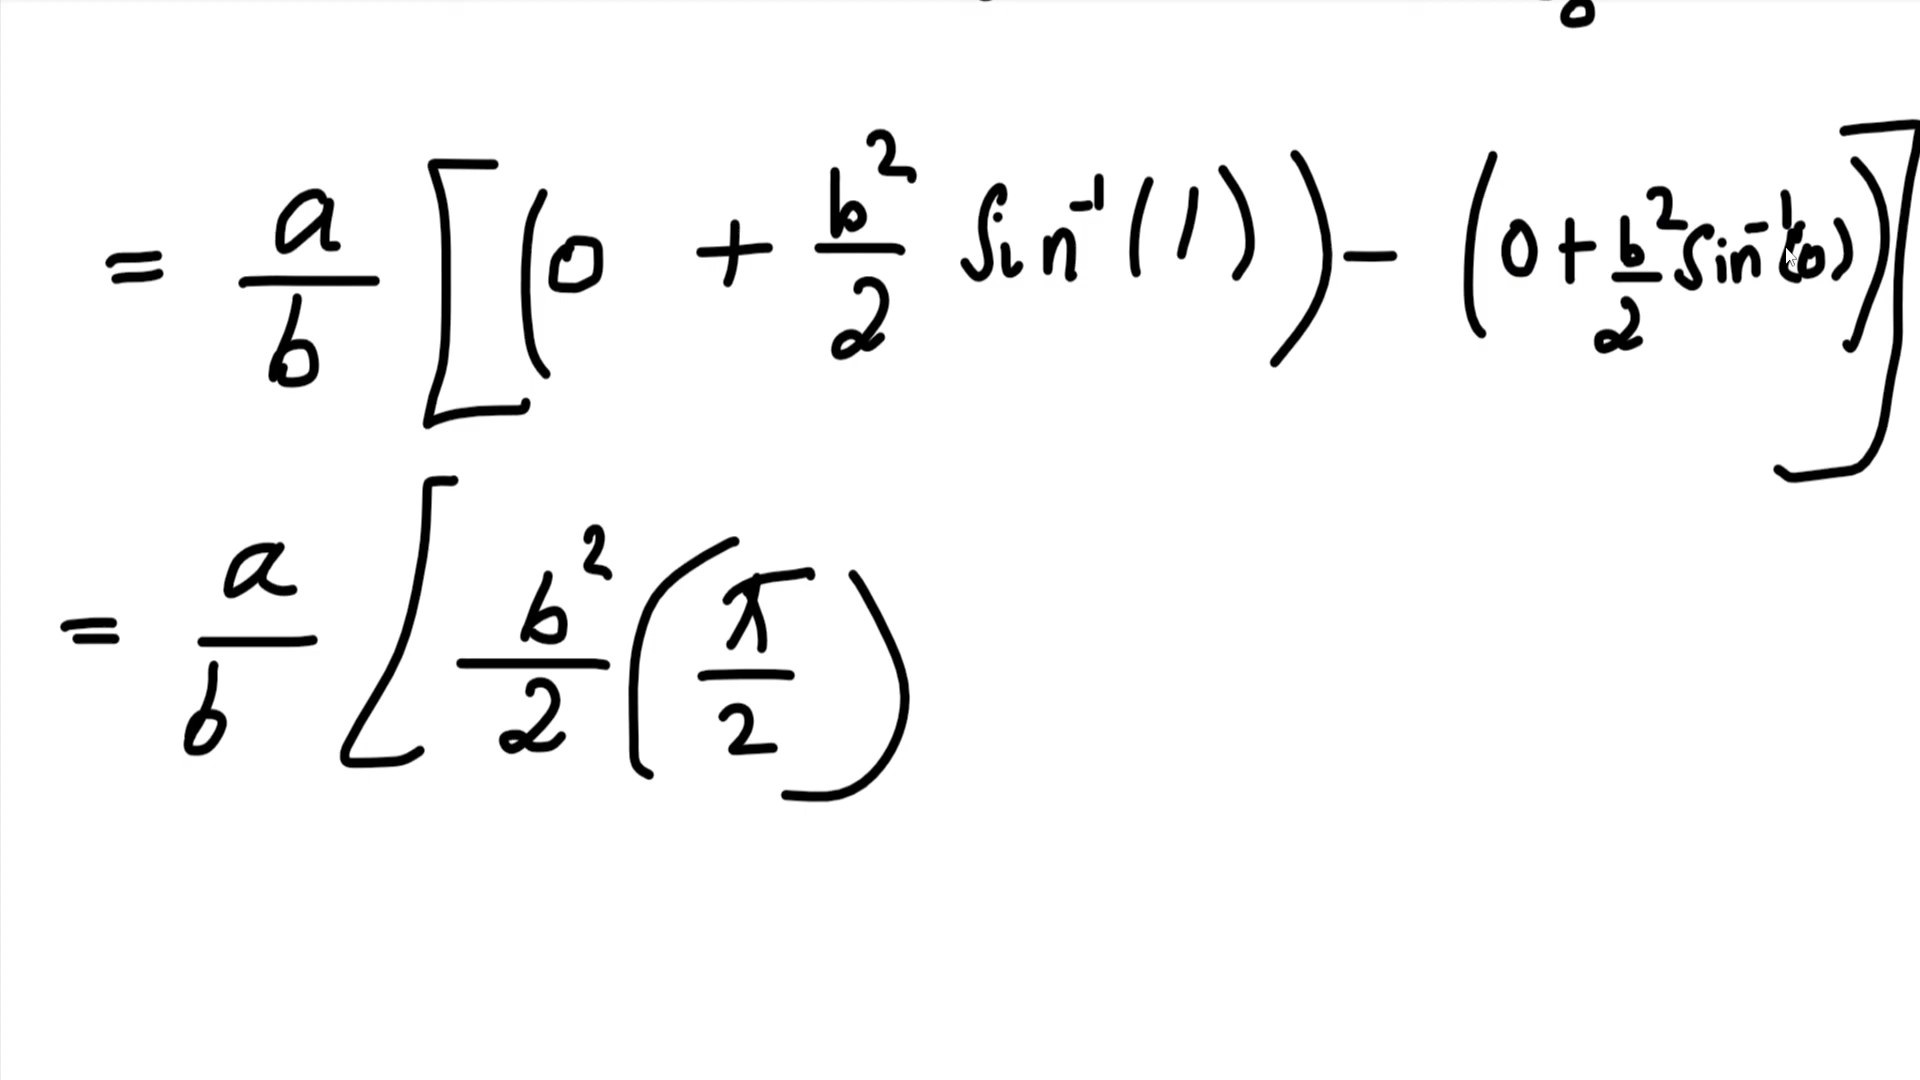 = a/b [(0 + b²/2 sin⁻¹(1)) - (0 + b²/2 sin⁻¹(0))]
= a/b [b²/2 (π/2)